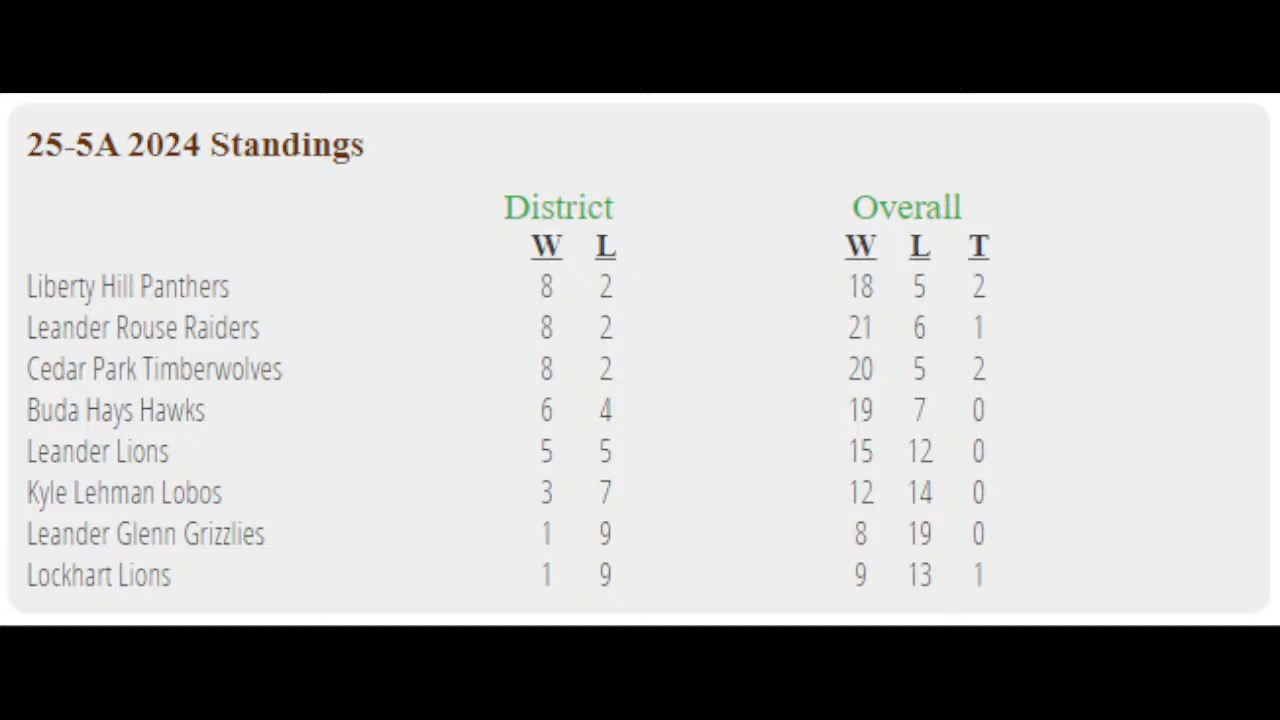 25-5A 2024 Standings
District Overall
W L W L T
Liberty Hill Panthers 8 2 18 5 2
Leander Rouse Raiders 8 2 21 6 1
Cedar Park Timberwolves 8 2 20 5 2
Buda Hays Hawks 6 4 19 7 0
Leander Lions 5 5 15 12 0
Kyle Lehman Lobos 3 7 12 14 0
Leander Glenn Grizzlies 1 9 8 19 0
Lockhart Lions 1 9 9 13 1